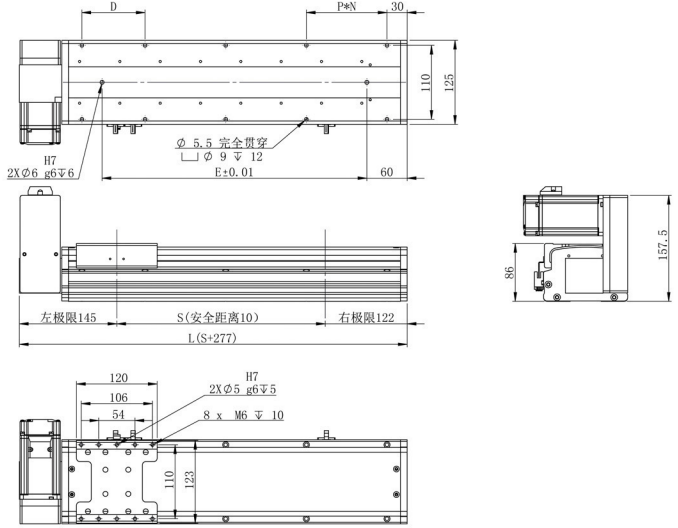 D
P*N
30
110
125
Ø 5.5 完全贯穿
⌴ Ø 9 ↧ 12
H7
2XØ6 g6↧6
E±0.01
60
86
157.5
左极限145
S(安全距离10)
右极限122
L(S+277)
120
H7
2XØ5 g6↧5
106
8 x M6 ↧ 10
54
110
123